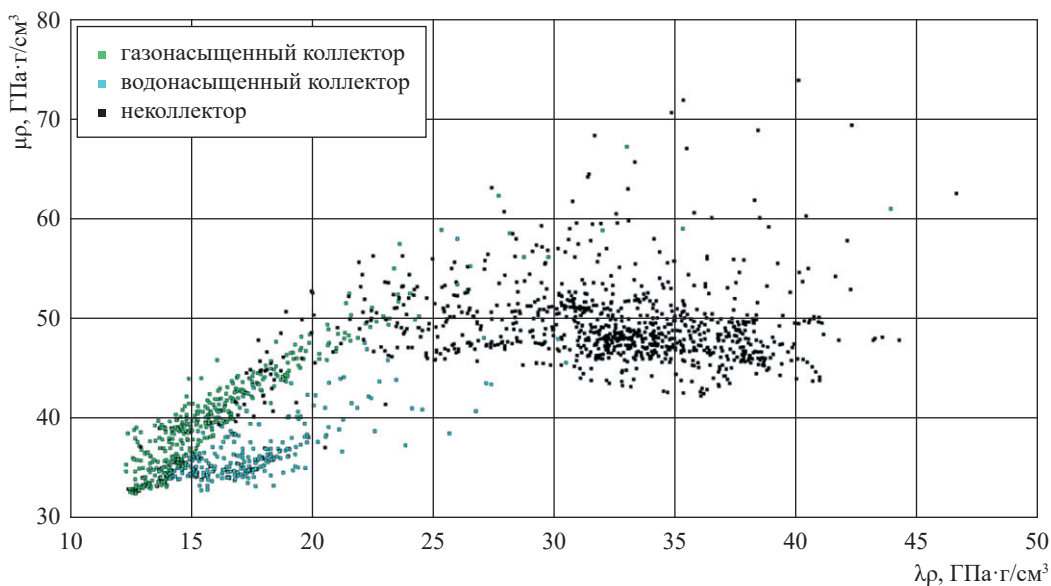 μρ, ГПа·г/см³
80
70
60
50
40
30
газонасыщенный коллектор
водонасыщенный коллектор
неколлектор
10 15 20 25 30 35 40 45 50
λρ, ГПа·г/см³